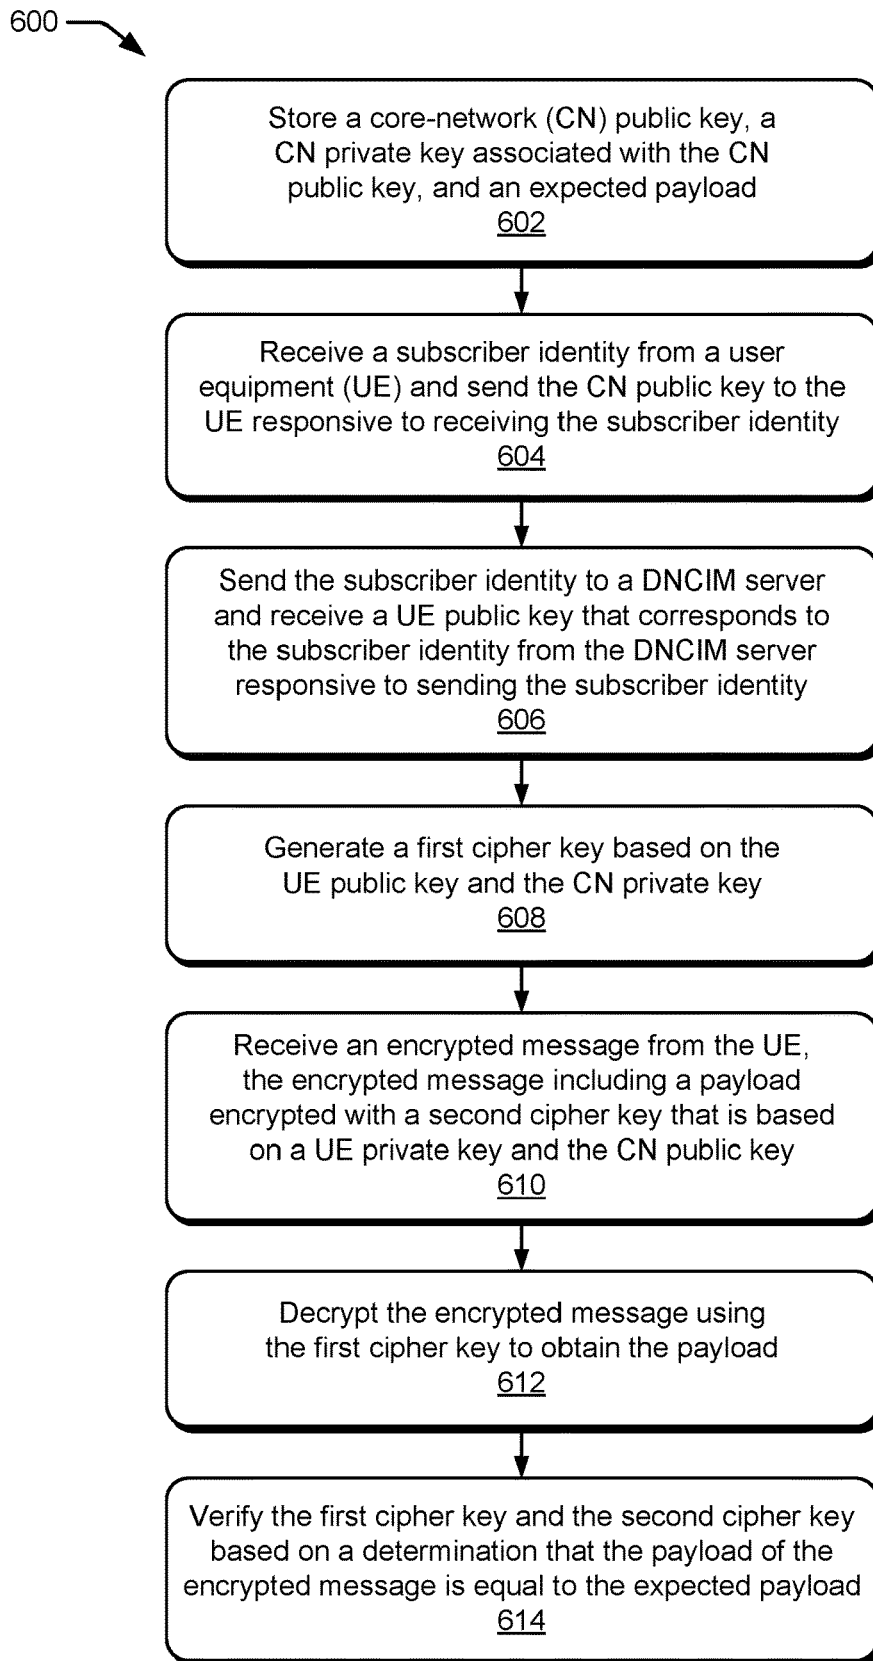 600
Store a core-network (CN) public key, a
CN private key associated with the CN
public key, and an expected payload
602
Receive a subscriber identity from a user
equipment (UE) and send the CN public key to the
UE responsive to receiving the subscriber identity
604
Send the subscriber identity to a DNCIM server
and receive a UE public key that corresponds to
the subscriber identity from the DNCIM server
responsive to sending the subscriber identity
606
Generate a first cipher key based on the
UE public key and the CN private key
608
Receive an encrypted message from the UE,
the encrypted message including a payload
encrypted with a second cipher key that is based
on a UE private key and the CN public key
610
Decrypt the encrypted message using
the first cipher key to obtain the payload
612
Verify the first cipher key and the second cipher key
based on a determination that the payload of the
encrypted message is equal to the expected payload
614